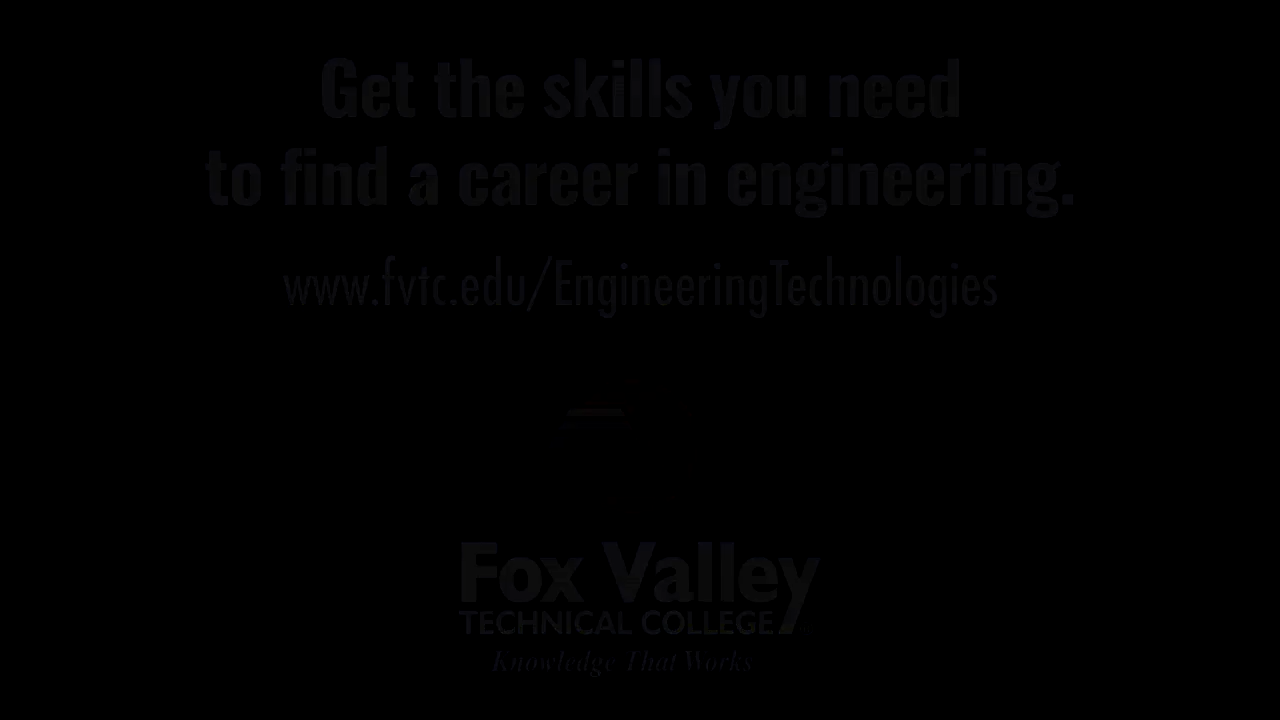 Get the skills you need
to find a career in engineering.
www.fvtc.edu/EngineeringTechnologies
Fox Valley
TECHNICAL COLLEGE
Knowledge That Works